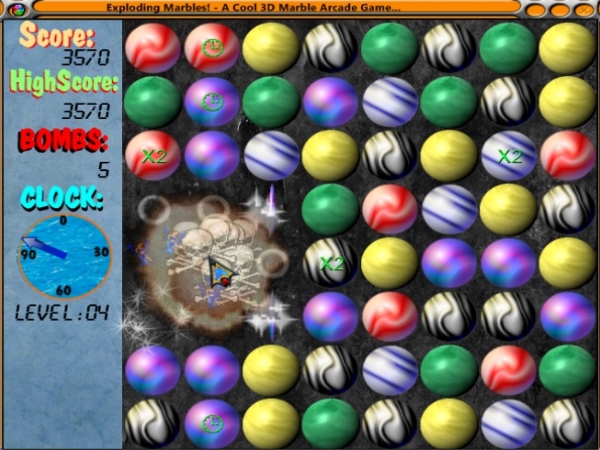 Exploding Marbles! - A Cool 3D Marble Arcade Game...
Score:
3570
HighScore:
3570
BOMBS:
5
CLOCK:
0
90 30
60
LEVEL:04
X2 X2
X2